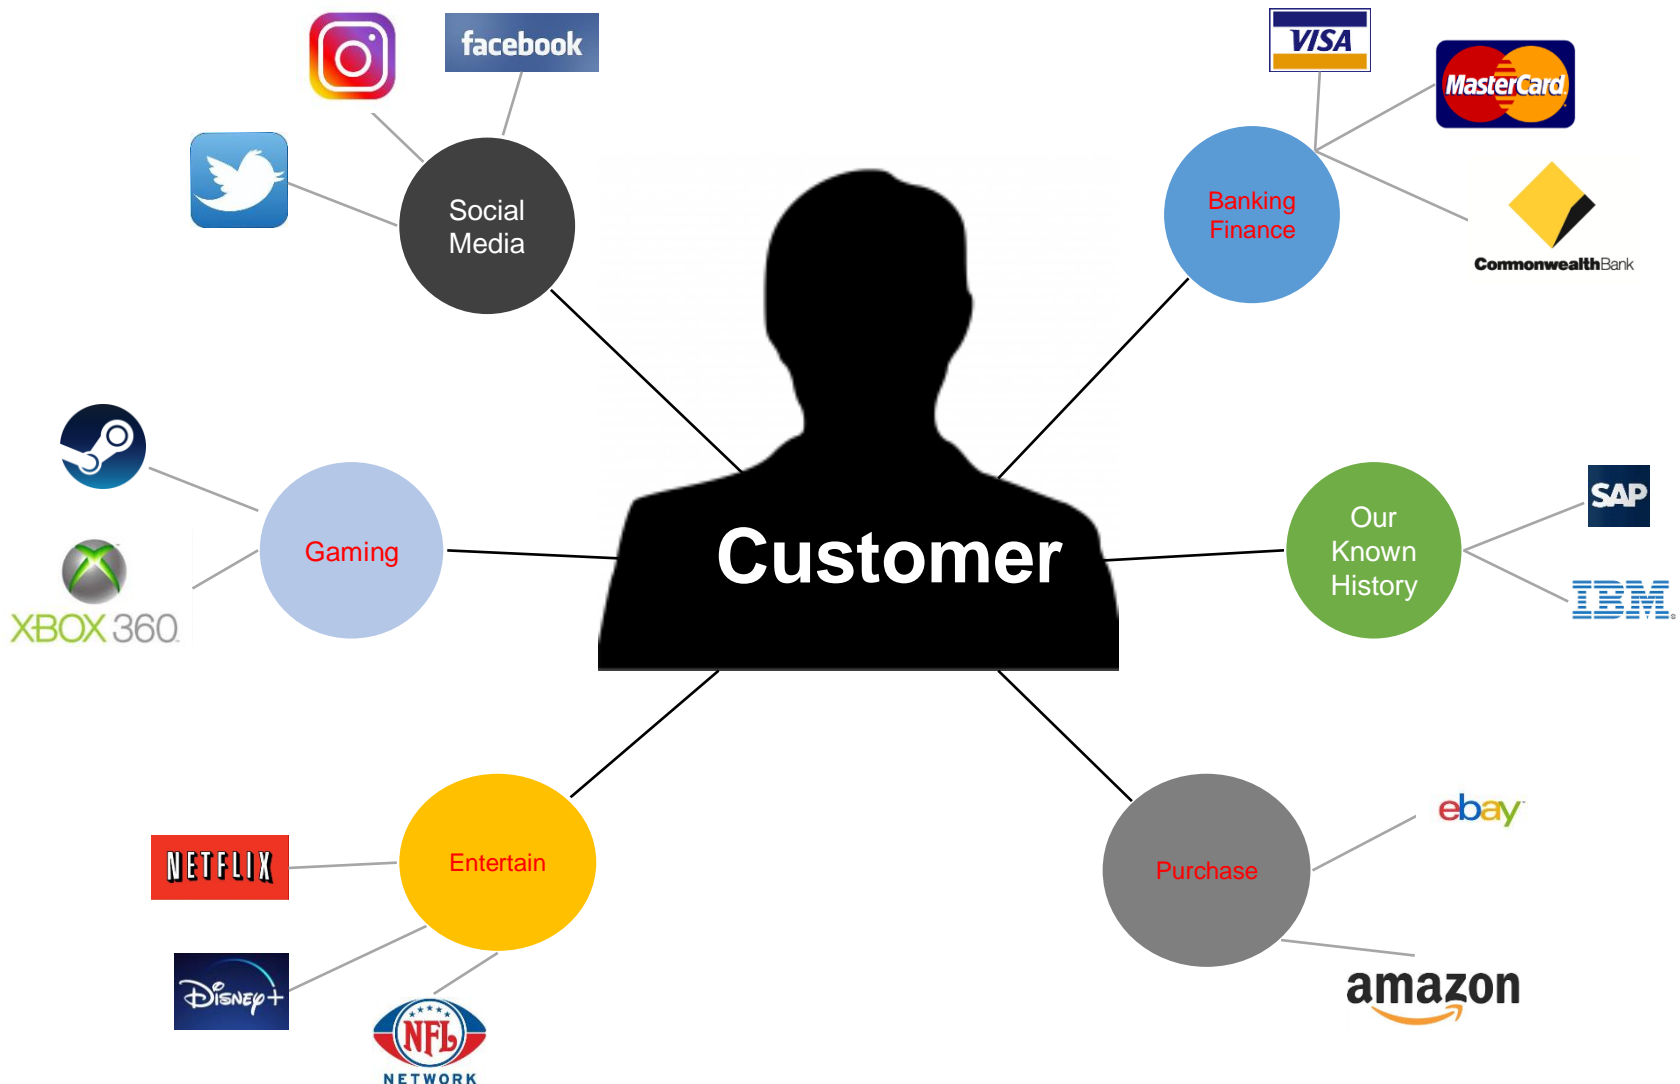 facebook
VISA
MasterCard
Social
Media
Banking
Finance
CommonwealthBank
Customer
Gaming
XBOX 360
Our
Known
History
SAP
IBM
Entertain
NETFLIX
Disney+
NFL
NETWORK
Purchase
ebay
amazon